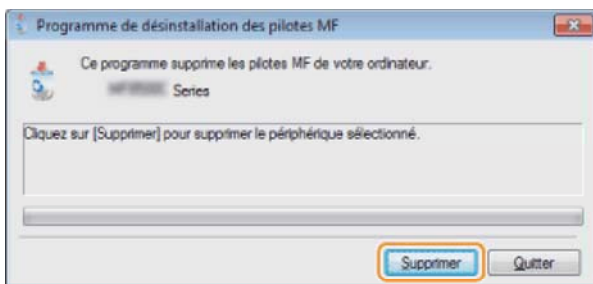 Programme de désinstallation des pilotes MF
Ce programme supprime les pilotes MF de votre ordinateur.
Series
Cliquez sur [Supprimer] pour supprimer le périphérique sélectionné.
Supprimer Quitter